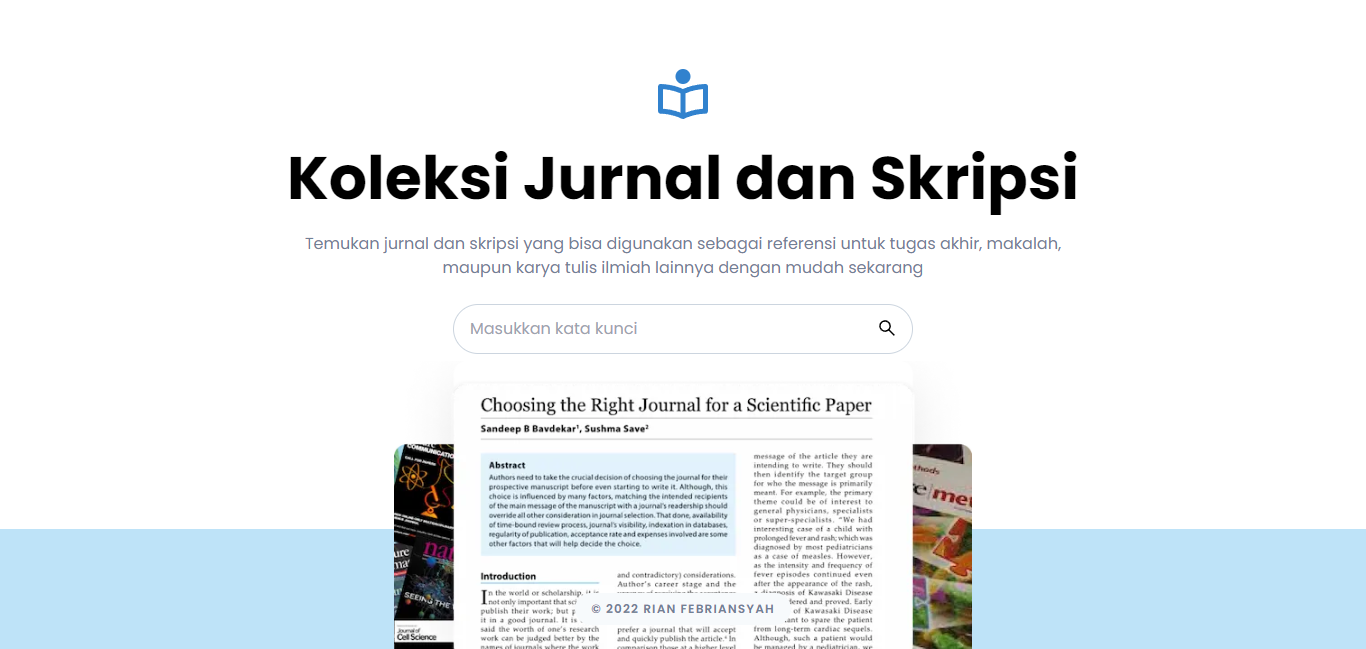 Koleksi Jurnal dan Skripsi
Temukan jurnal dan skripsi yang bisa digunakan sebagai referensi untuk tugas akhir, makalah,
maupun karya tulis ilmiah lainnya dengan mudah sekarang
Masukkan kata kunci
Choosing the Right Journal for a Scientific Paper
Sandeep B Bavdekar¹, Sushma Save²
Abstract
Authors need to take the crucial decision of choosing the journal for their
prospective manuscript before even starting to write it. Although, this
choice is influenced by many factors, matching the intended recipients
of the main message of the manuscript with a journal's readership should
override all other consideration in journal selection. That done, availability
of time-bound review process, journal's visibility, indexation in databases,
regularity of publication, acceptance rate and expenses involved are some
other factors that will help decide the choice.
Introduction
In the world or scholarship, it is
not only important that
publish their work; but
it in a good journal. It is
said the worth of one's research
work can be judged better by the
names of journals where the work
and contradictory) considerations.
Author's career stage and the
prefer a journal that will accept
and quickly publish the article.⁶ In
comparison those at a higher level
message of the article they are
intending to write. They should
then identify the target group
for who the message is primarily
meant. For example, the primary
theme could be of interest to
general physicians, specialists
or super-specialists. "We had
interesting case of a child with
prolonged fever and rash; which was
diagnosed by most pediatricians
as a case of measles. However,
as the intensity and frequency of
fever episodes continued even
after the appearance of the rash,
a diagnosis of Kawasaki Disease
and proved. Early
of Kawasaki Disease
to spare the patient
from long-term cardiac sequels.
Although, such a patient would
be managed by a pediatrician, we
SEEING THE
Journal of
Cell Science
© 2022 RIAN FEBRIANSYAH